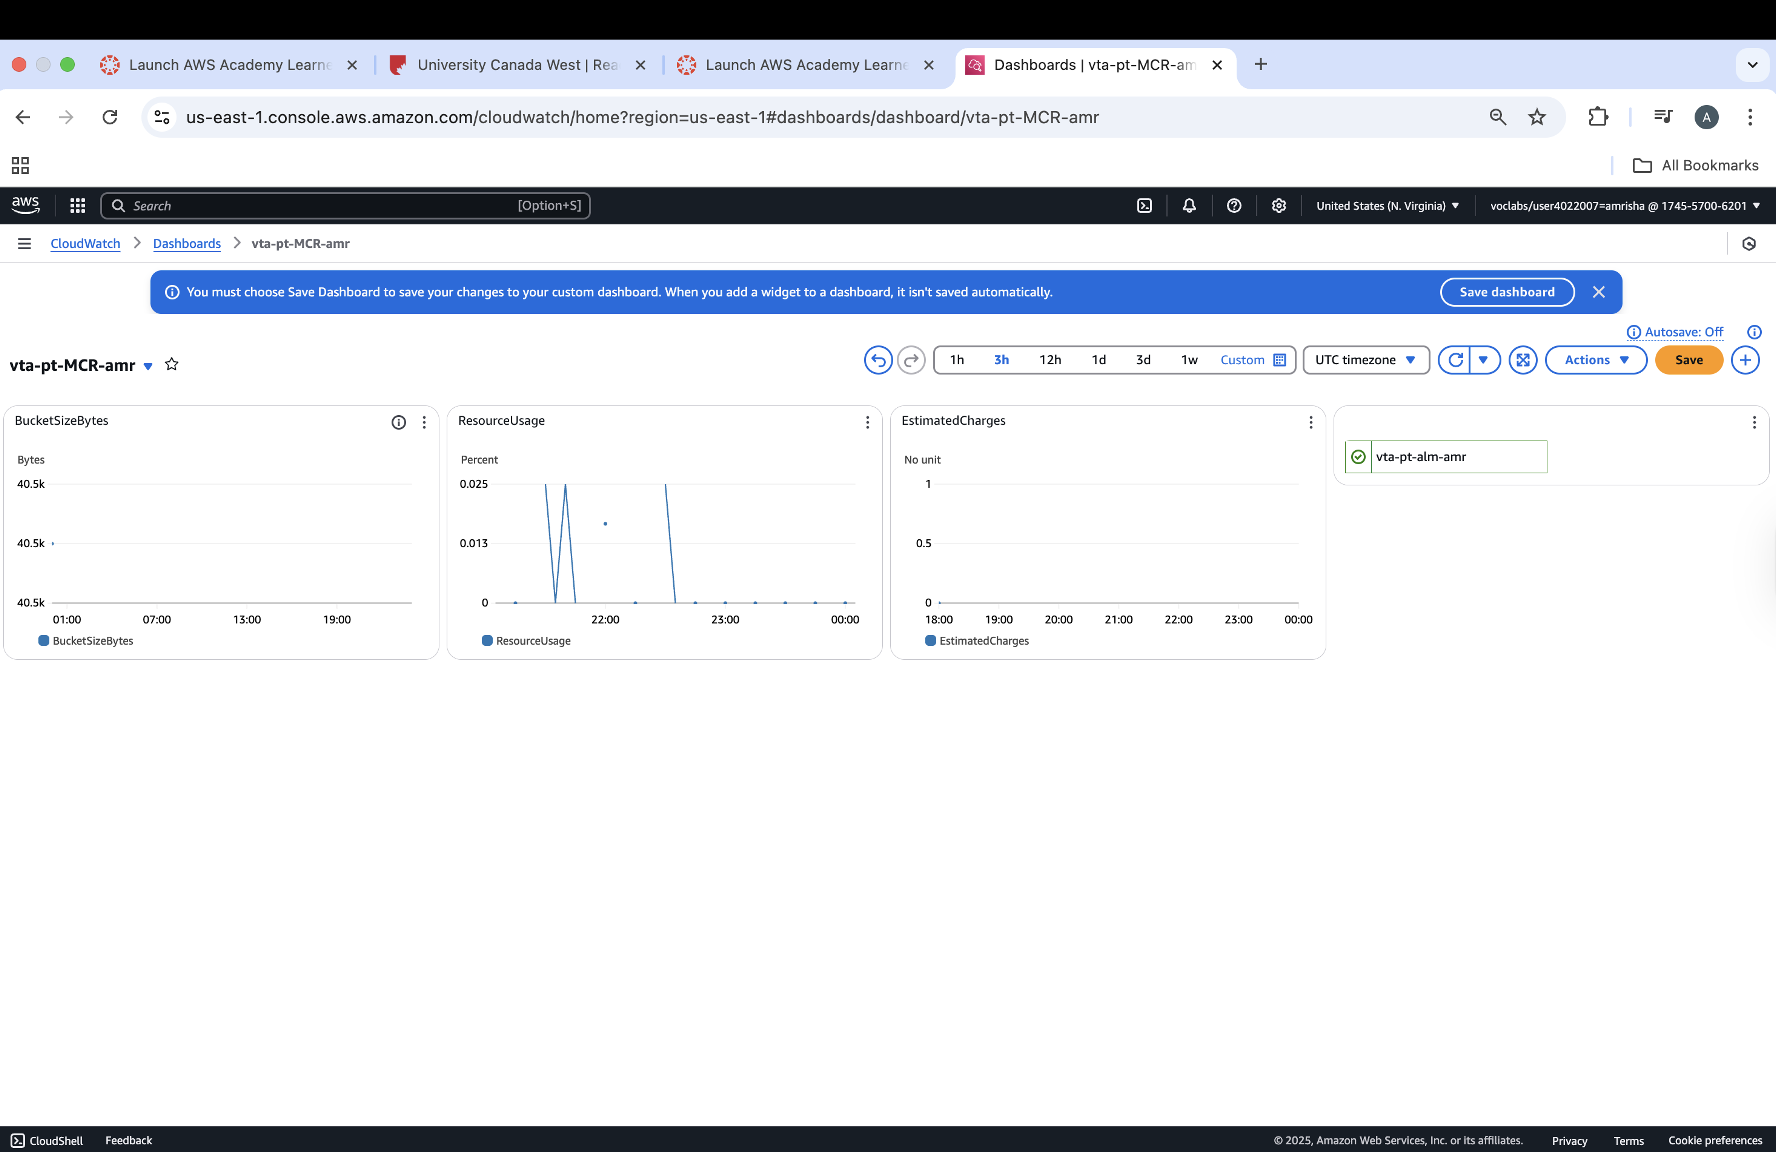 Launch AWS Academy Learne
University Canada West | Rea
Launch AWS Academy Learne
Dashboards | vta-pt-MCR-am
us-east-1.console.aws.amazon.com/cloudwatch/home?region=us-east-1#dashboards/dashboard/vta-pt-MCR-amr
A
All Bookmarks
aws
Search
[Option+S]
United States (N. Virginia)
voclabs/user4022007=amrisha @ 1745-5700-6201
CloudWatch
Dashboards
vta-pt-MCR-amr
You must choose Save Dashboard to save your changes to your custom dashboard. When you add a widget to a dashboard, it isn't saved automatically.
Save dashboard
Autosave: Off
vta-pt-MCR-amr
1h 3h 12h 1d 3d 1w Custom
UTC timezone
Actions
Save
BucketSizeBytes
Bytes
40.5k
40.5k
40.5k
01:00 07:00 13:00 19:00
BucketSizeBytes
ResourceUsage
Percent
0.025
0.013
0
22:00 23:00 00:00
ResourceUsage
EstimatedCharges
No unit
1
0.5
0
18:00 19:00 20:00 21:00 22:00 23:00 00:00
EstimatedCharges
vta-pt-alm-amr
CloudShell
Feedback
© 2025, Amazon Web Services, Inc. or its affiliates.
Privacy
Terms
Cookie preferences